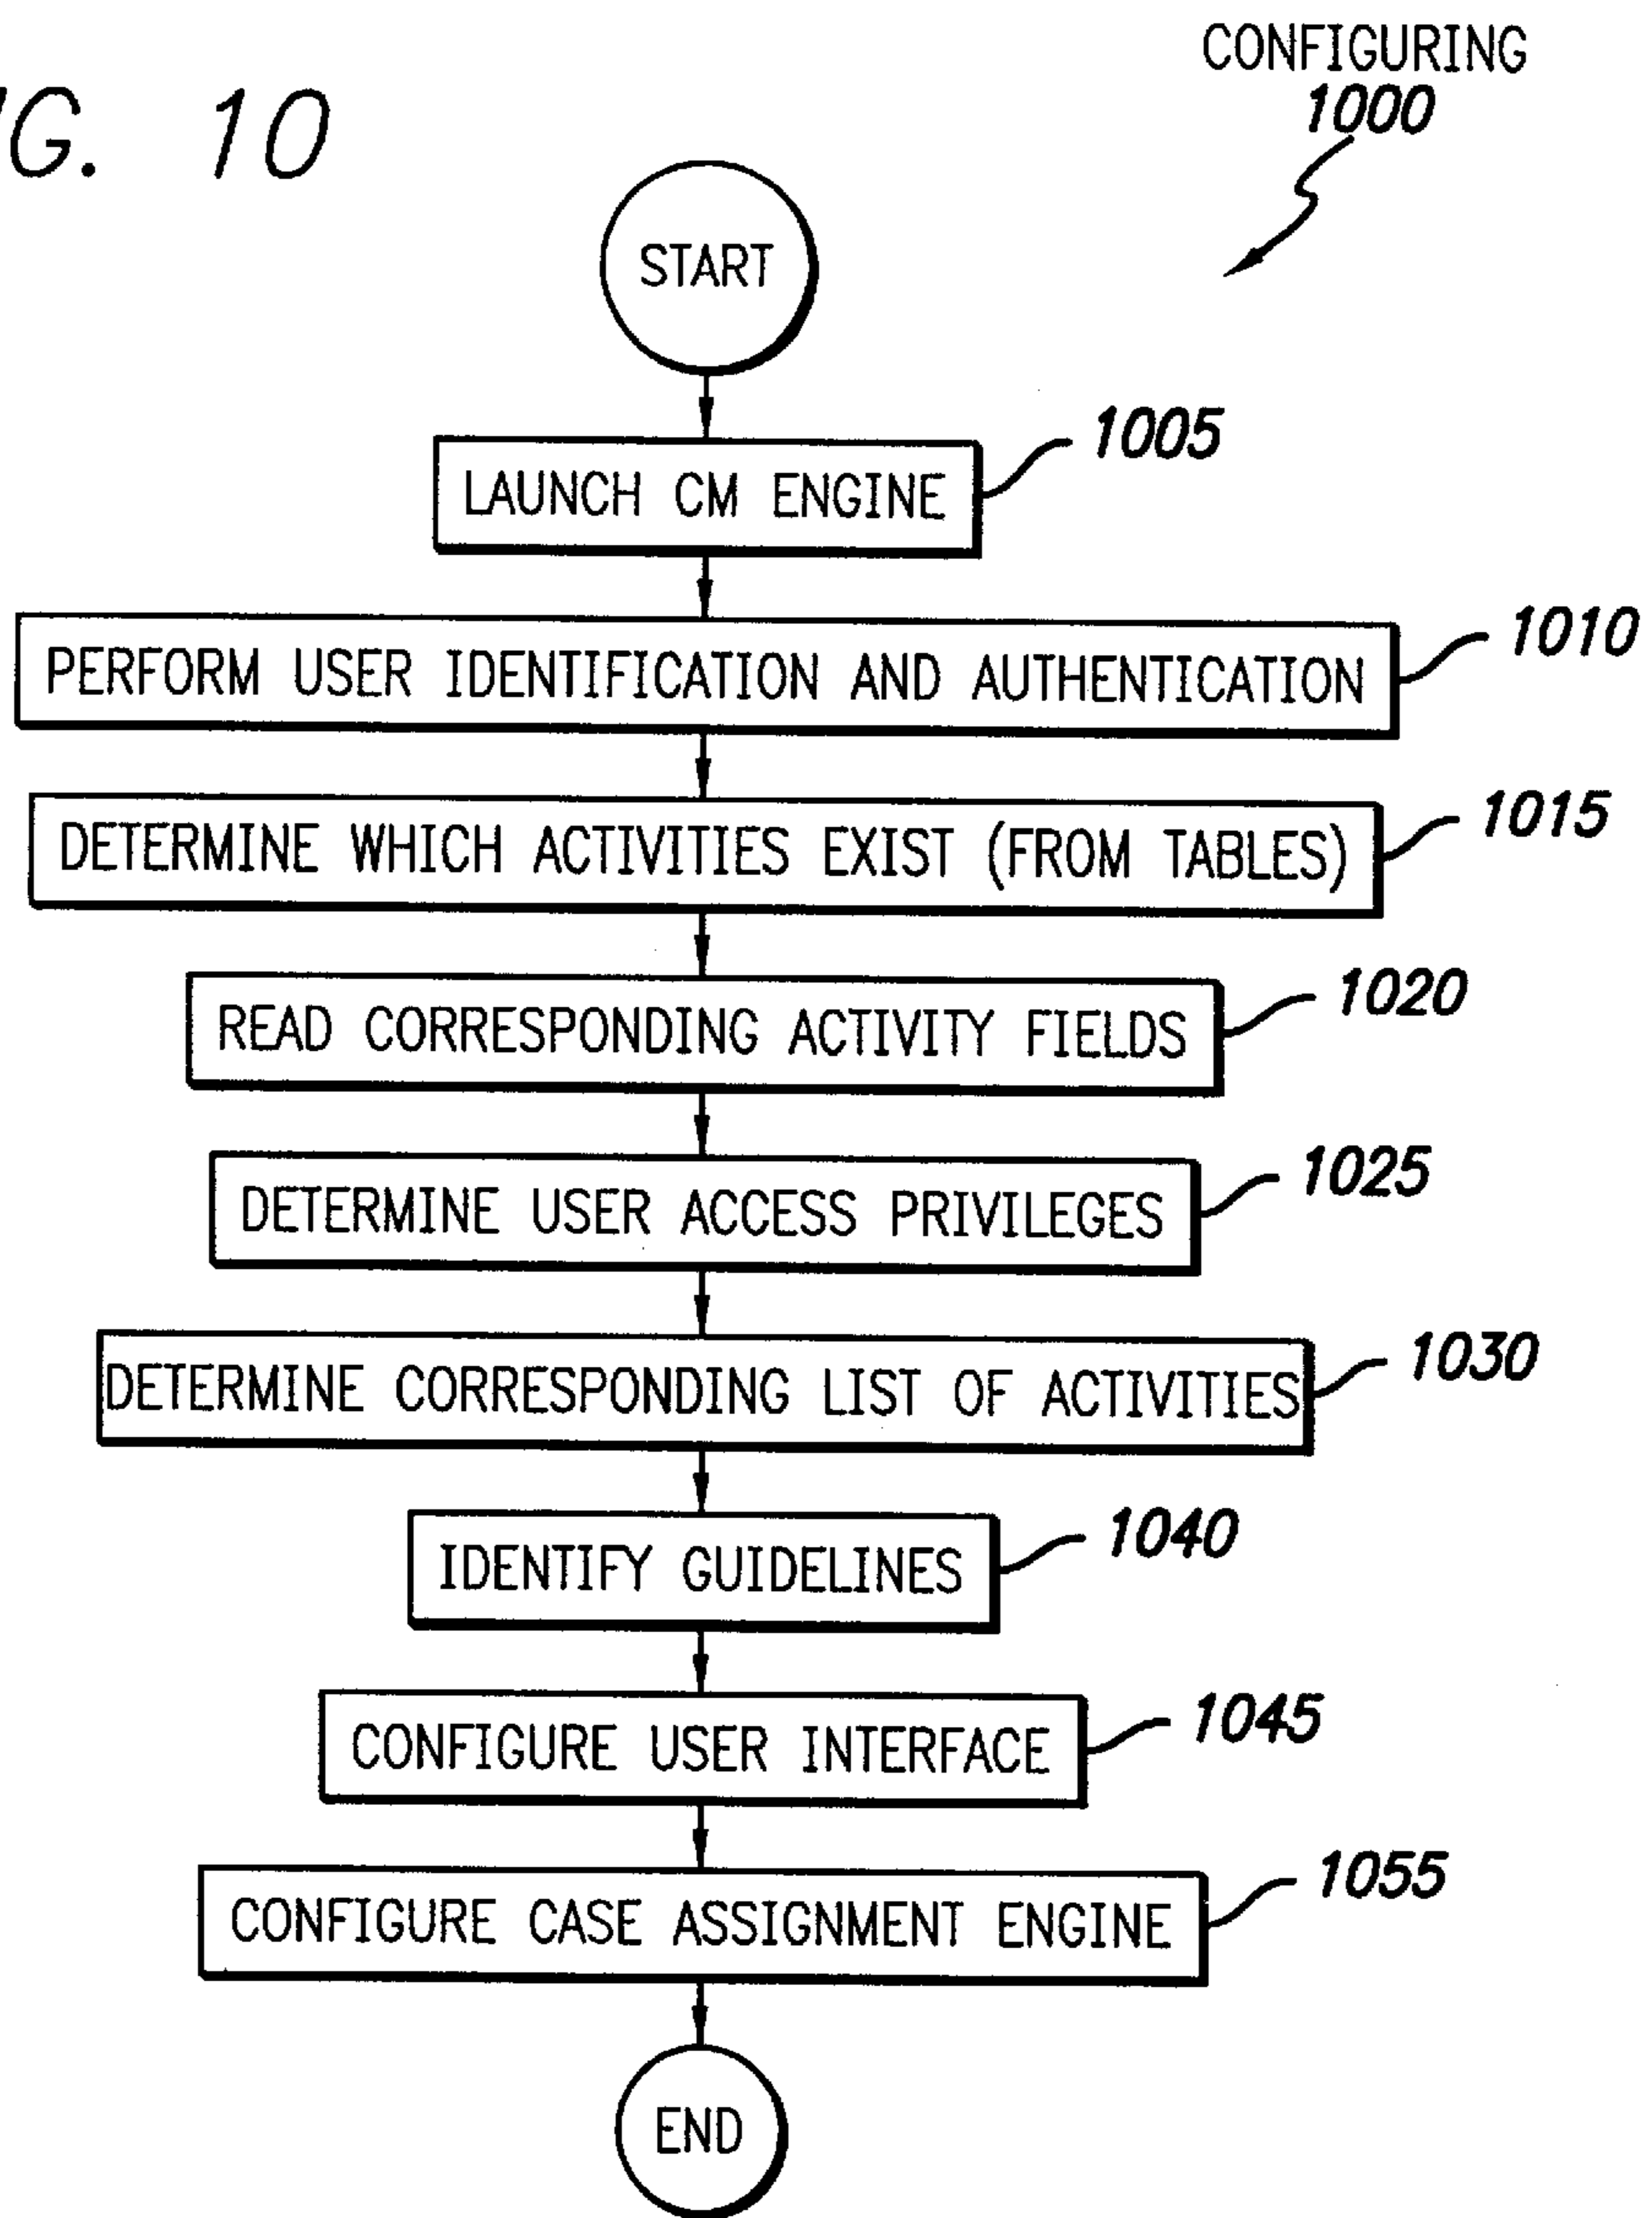 G. 10
CONFIGURING
1000
START
LAUNCH CM ENGINE
1005
PERFORM USER IDENTIFICATION AND AUTHENTICATION
1010
DETERMINE WHICH ACTIVITIES EXIST (FROM TABLES)
1015
READ CORRESPONDING ACTIVITY FIELDS
1020
DETERMINE USER ACCESS PRIVILEGES
1025
DETERMINE CORRESPONDING LIST OF ACTIVITIES
1030
IDENTIFY GUIDELINES
1040
CONFIGURE USER INTERFACE
1045
CONFIGURE CASE ASSIGNMENT ENGINE
1055
END